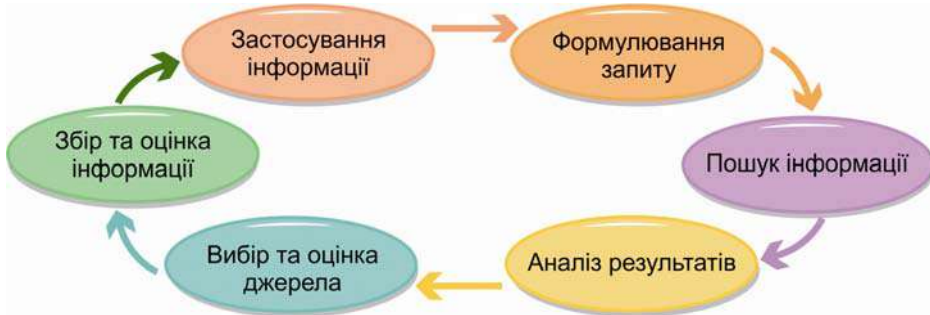 Застосування
інформації
Формулювання
запиту
Пошук інформації
Аналіз результатів
Вибір та оцінка
джерела
Збір та оцінка
інформації